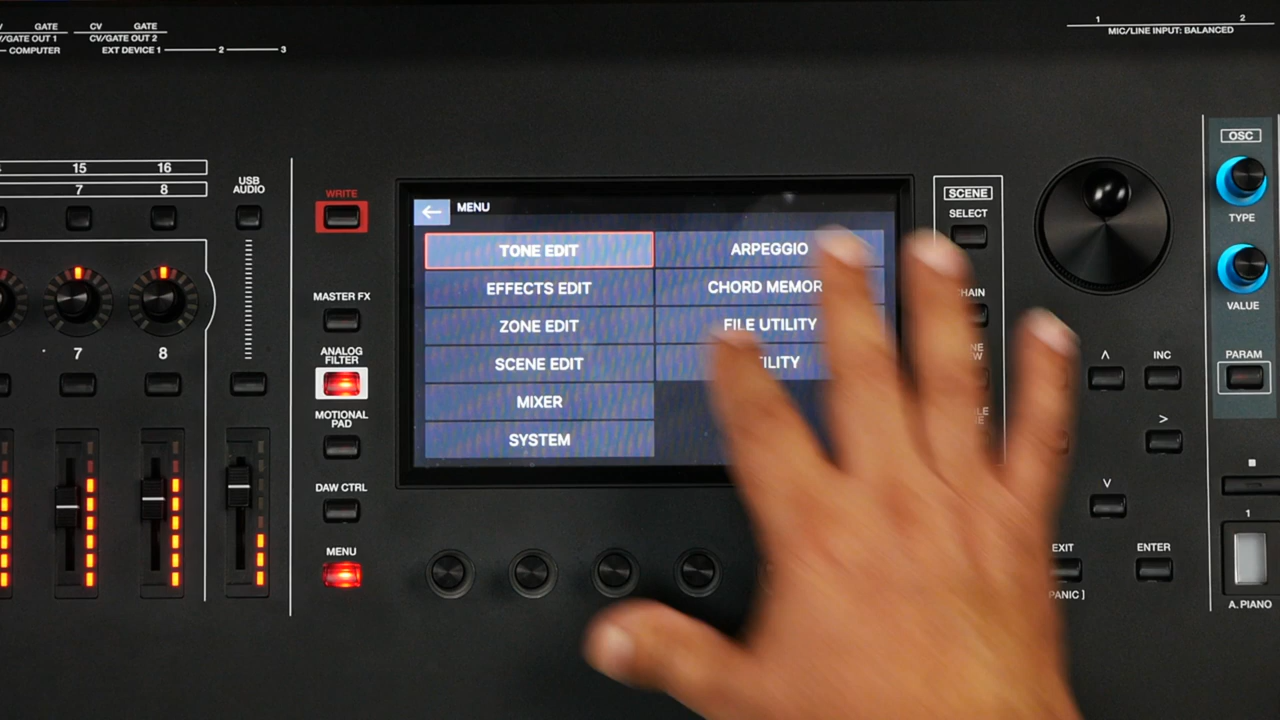 GATE CV GATE
V/GATE OUT 1 CV/GATE OUT 2
COMPUTER EXT DEVICE 1 2 3
1 2
MIC/LINE INPUT: BALANCED
15 16
7 8
USB
AUDIO
7 8
WRITE
MASTER FX
ANALOG
FILTER
MOTIONAL
PAD
DAW CTRL
MENU
MENU
TONE EDIT
EFFECTS EDIT
ZONE EDIT
SCENE EDIT
MIXER
SYSTEM
ARPEGGIO
CHORD MEMOR
FILE UTILITY
ILITY
SCENE
SELECT
HAIN
INC
>
EXIT
PANIC ]
ENTER
OSC
TYPE
VALUE
PARAM
1
A. PIANO